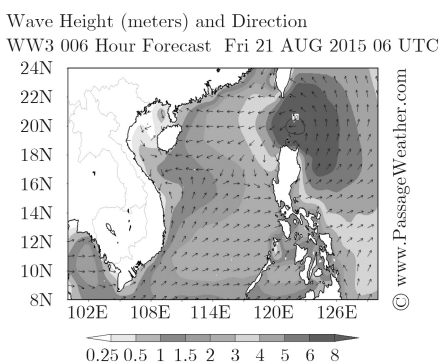 Wave Height (meters) and Direction
WW3 006 Hour Forecast Fri 21 AUG 2015 06 UTC
24N
22N
20N
18N
16N
14N
12N
10N
8N
102E 108E 114E 120E 126E
© www.PassageWeather.com
0.25 0.5 1 1.5 2 3 4 5 6 8